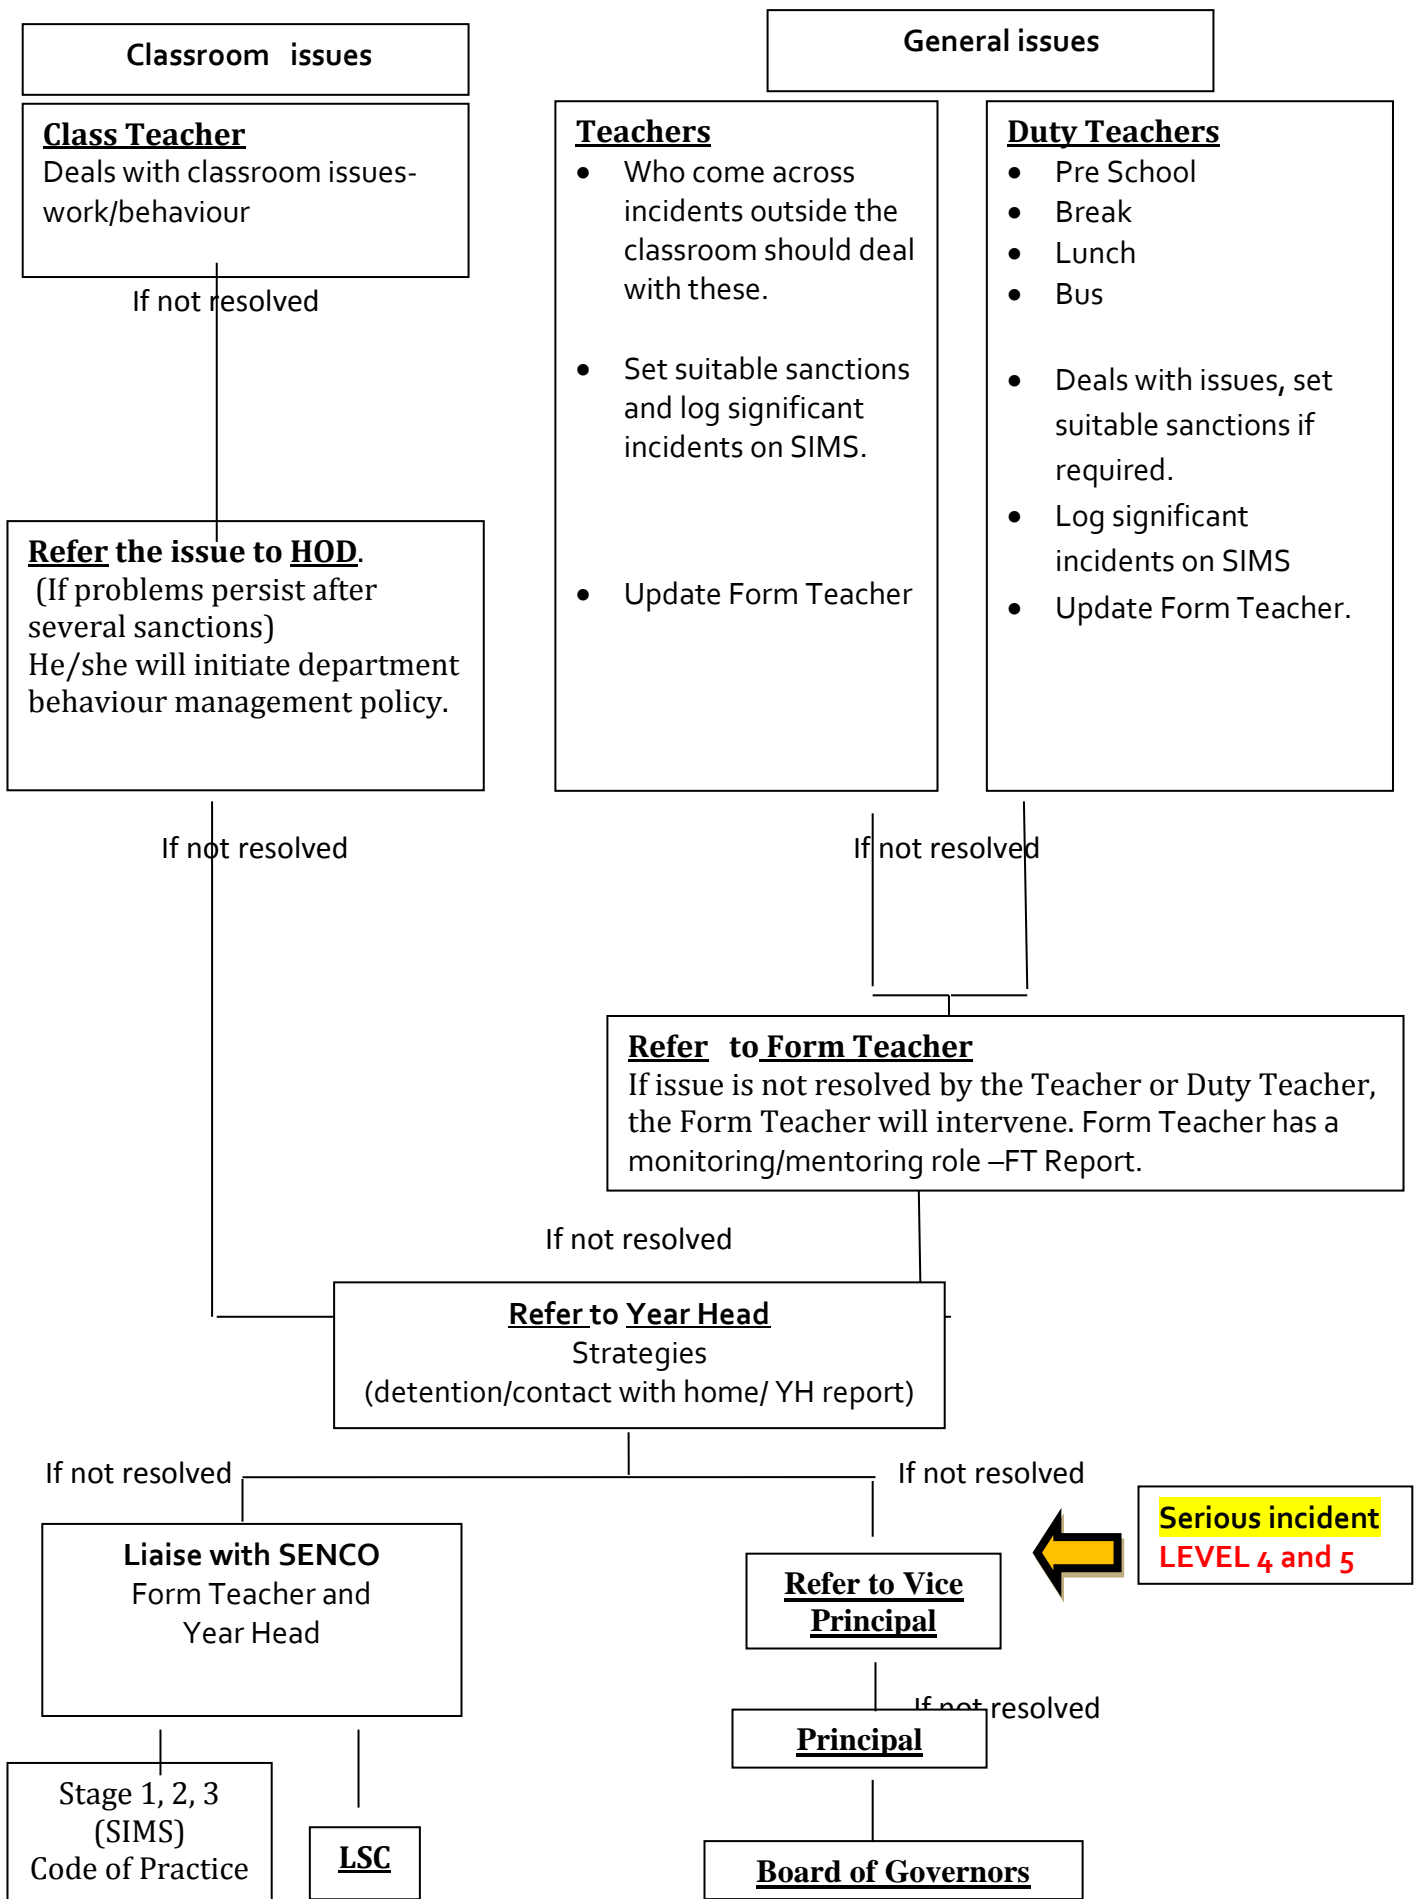 Classroom issues
Class Teacher
Deals with classroom issues-
work/behaviour
If not resolved
Refer the issue to HOD.
(If problems persist after
several sanctions)
He/she will initiate department
behaviour management policy.
If not resolved
General issues
Teachers
• Who come across
incidents outside the
classroom should deal
with these.
• Set suitable sanctions
and log significant
incidents on SIMS.
• Update Form Teacher
Duty Teachers
• Pre School
• Break
• Lunch
• Bus
• Deals with issues, set
suitable sanctions if
required.
• Log significant
incidents on SIMS
• Update Form Teacher.
If not resolved
Refer to Form Teacher
If issue is not resolved by the Teacher or Duty Teacher,
the Form Teacher will intervene. Form Teacher has a
monitoring/mentoring role –FT Report.
If not resolved
Refer to Year Head
Strategies
(detention/contact with home/ YH report)
If not resolved
Liaise with SENCO
Form Teacher and
Year Head
Stage 1, 2, 3
(SIMS)
Code of Practice
LSC
If not resolved
Serious incident
LEVEL 4 and 5
Refer to Vice
Principal
If not resolved
Principal
Board of Governors